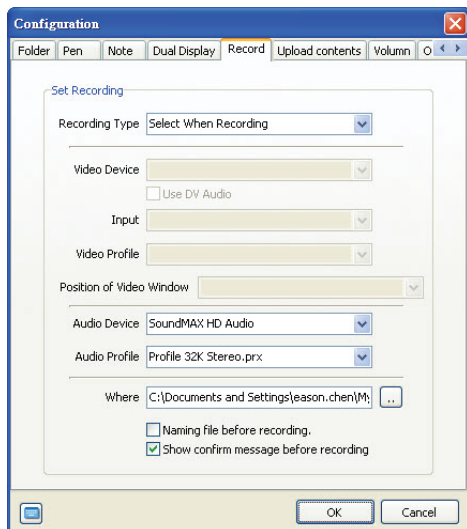 Configuration
Folder Pen Note Dual Display Record Upload contents Volumn O
Set Recording
Recording Type Select When Recording
Video Device
Use DV Audio
Input
Video Profile
Position of Video Window
Audio Device SoundMAX HD Audio
Audio Profile Profile 32K Stereo.prx
Where C:\Documents and Settings\eason.chen\My ..
Naming file before recording.
Show confirm message before recording
OK Cancel